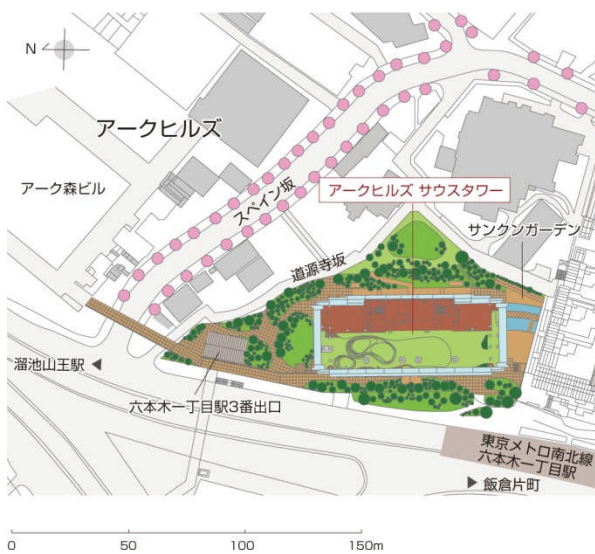 N
アークヒルズ
アーク森ビル
スペイン坂
アークヒルズ サウスタワー
サンクンガーデン
道源寺坂
溜池山王駅 ◀
六本木一丁目駅3番出口
東京メトロ南北線
六本木一丁目駅
▶ 飯倉片町
0 50 100 150m